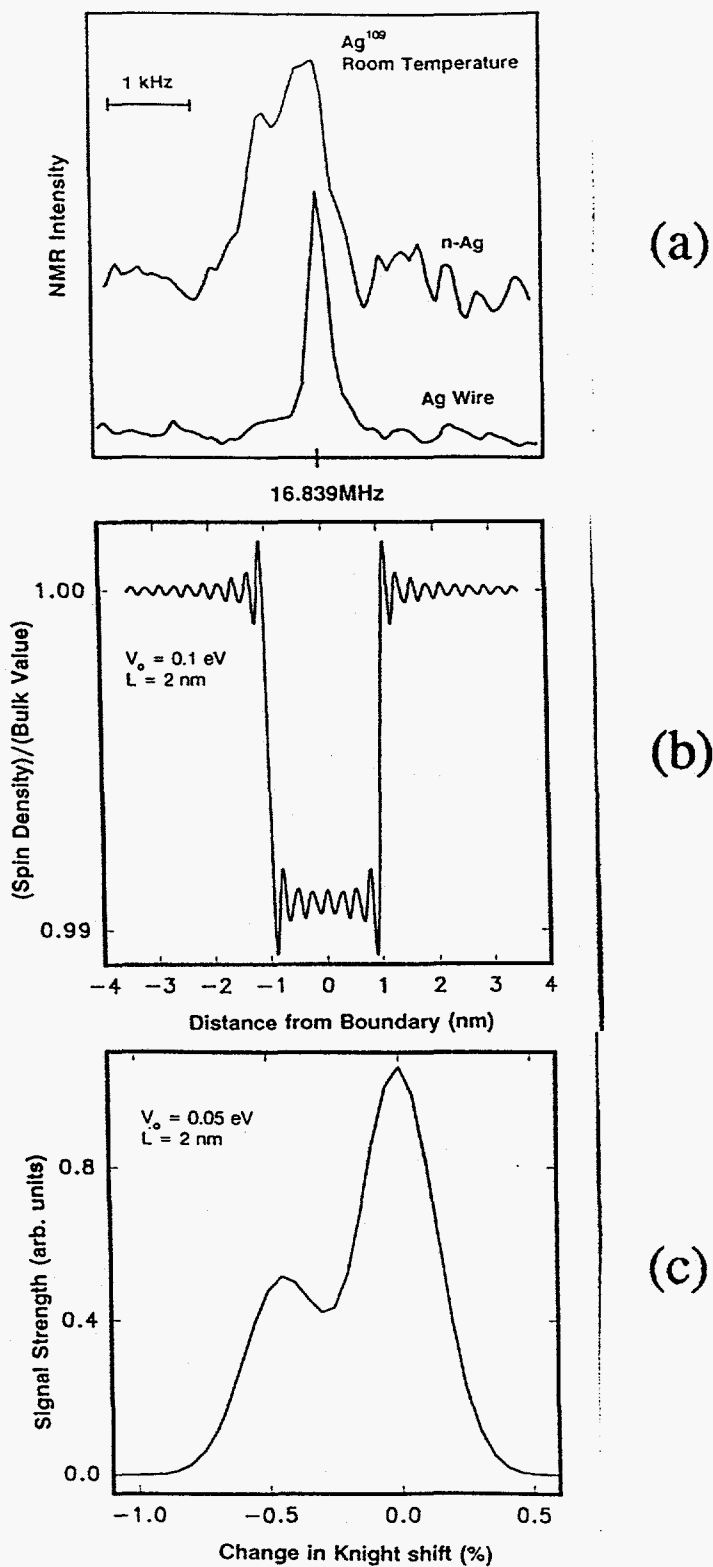 Ag109
Room Temperature
1 kHz
n-Ag
Ag Wire
NMR Intensity
16.839MHz
(a)
1.00
0.99
Vo = 0.1 eV
L = 2 nm
(Spin Density)/(Bulk Value)
−4 −3 −2 −1 0 1 2 3 4
Distance from Boundary (nm)
(b)
Vo = 0.05 eV
L = 2 nm
0.8
0.4
0.0
Signal Strength (arb. units)
-1.0 -0.5 0.0 0.5
Change in Knight shift (%)
(c)